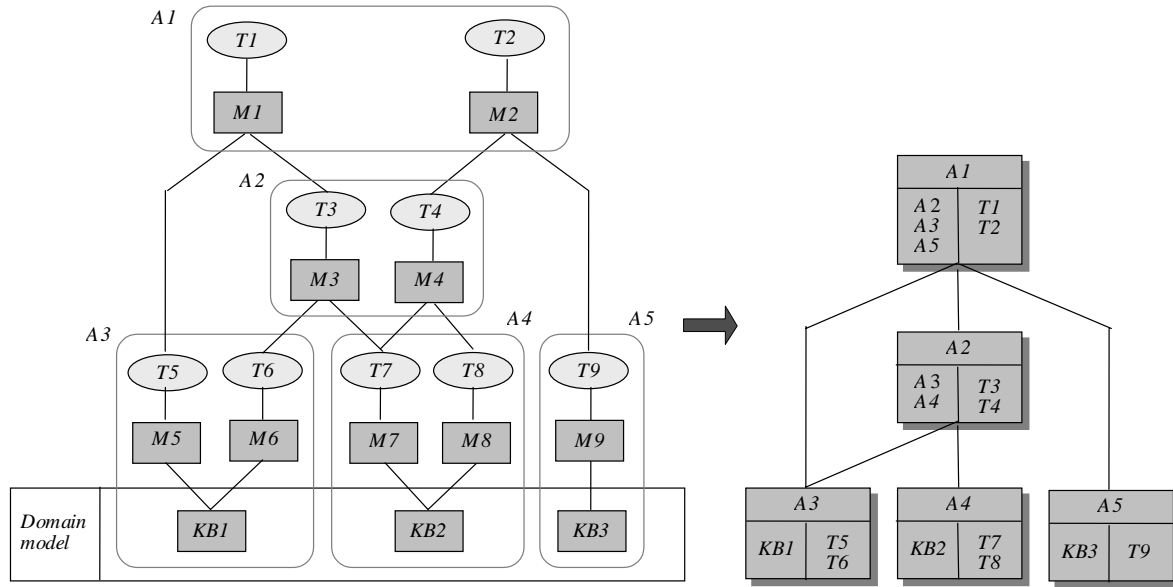 A1
T1
T2
M1
M2
A2
T3
T4
M3
M4
A3
A4
A5
T5
T6
T7
T8
T9
M5
M6
M7
M8
M9
Domain
model
KB1
KB2
KB3
A1
A2
A3
A5
T1
T2
A2
A3
A4
T3
T4
A3
KB1
T5
T6
A4
KB2
T7
T8
A5
KB3
T9